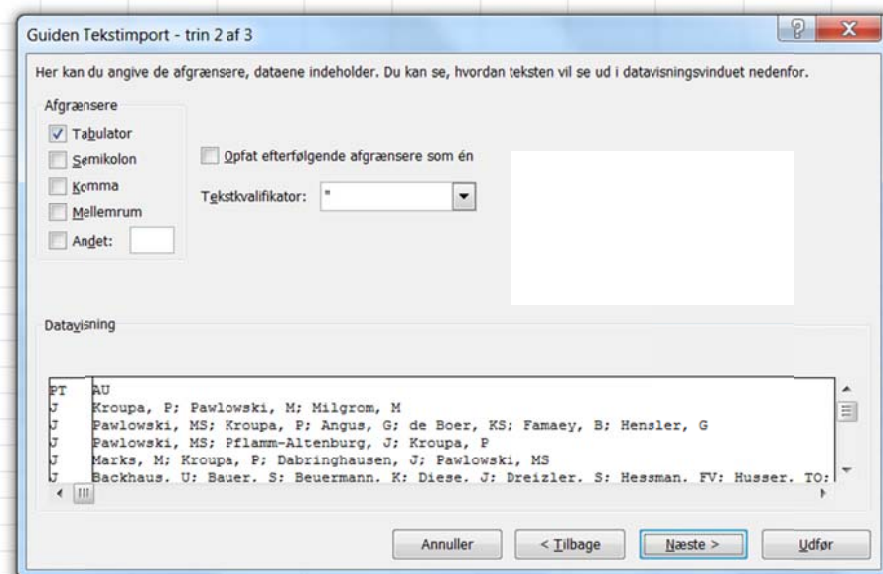 Guiden Tekstimport - trin 2 af 3
Her kan du angive de afgrænsere, dataene indeholder. Du kan se, hvordan teksten vil se ud i datavisningsvinduet nedenfor.
Afgrænsere
Tabulator
Semikolon
Komma
Mellemrum
Andet:
Opfat efterfølgende afgrænsere som én
Tekstkvalifikator: "
Datavisning
PT AU
J Kroupa, P; Pawlowski, M; Milgrom, M
J Pawlowski, MS; Kroupa, P; Angus, G; de Boer, KS; Famaey, B; Hensler, G
J Pawlowski, MS; Pflamm-Altenburg, J; Kroupa, P
J Marks, M; Kroupa, P; Dabringhausen, J; Pawlowski, MS
J Backhaus, U; Bauer, S; Beuermann, K; Diese, J; Dreizler, S; Hessman, FV; Husser, TO;
Annuller
< Tilbage
Næste >
Udfør